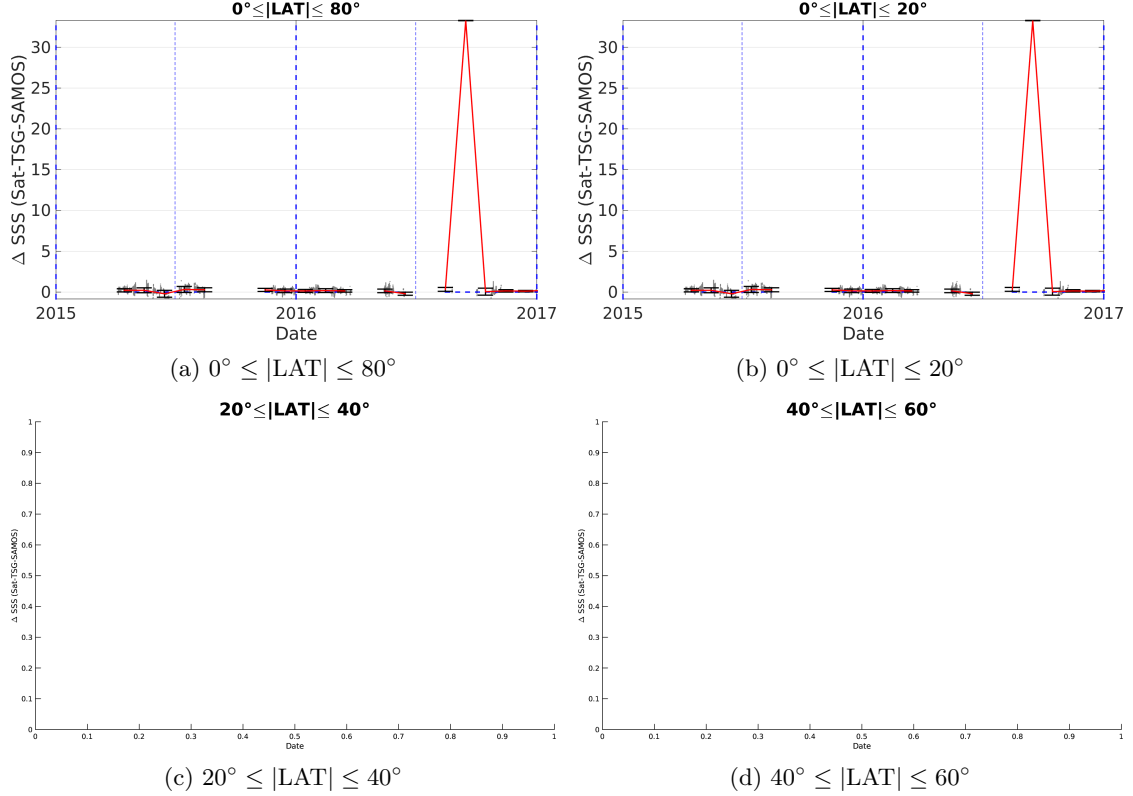 0°≤|LAT|≤ 80°
30
25
20
15
10
5
0
Δ SSS (Sat-TSG-SAMOS)
2015
2016
2017
Date
(a) 0° ≤ |LAT| ≤ 80°
0°≤|LAT|≤ 20°
30
25
20
15
10
5
0
Δ SSS (Sat-TSG-SAMOS)
2015
2016
2017
Date
(b) 0° ≤ |LAT| ≤ 20°
20°≤|LAT|≤ 40°
1
0.9
0.8
0.7
0.6
0.5
0.4
0.3
0.2
0.1
0
Δ SSS (Sat-TSG-SAMOS)
0 0.1 0.2 0.3 0.4 0.5 0.6 0.7 0.8 0.9 1
Date
(c) 20° ≤ |LAT| ≤ 40°
40°≤|LAT|≤ 60°
1
0.9
0.8
0.7
0.6
0.5
0.4
0.3
0.2
0.1
0
Δ SSS (Sat-TSG-SAMOS)
0 0.1 0.2 0.3 0.4 0.5 0.6 0.7 0.8 0.9 1
Date
(d) 40° ≤ |LAT| ≤ 60°